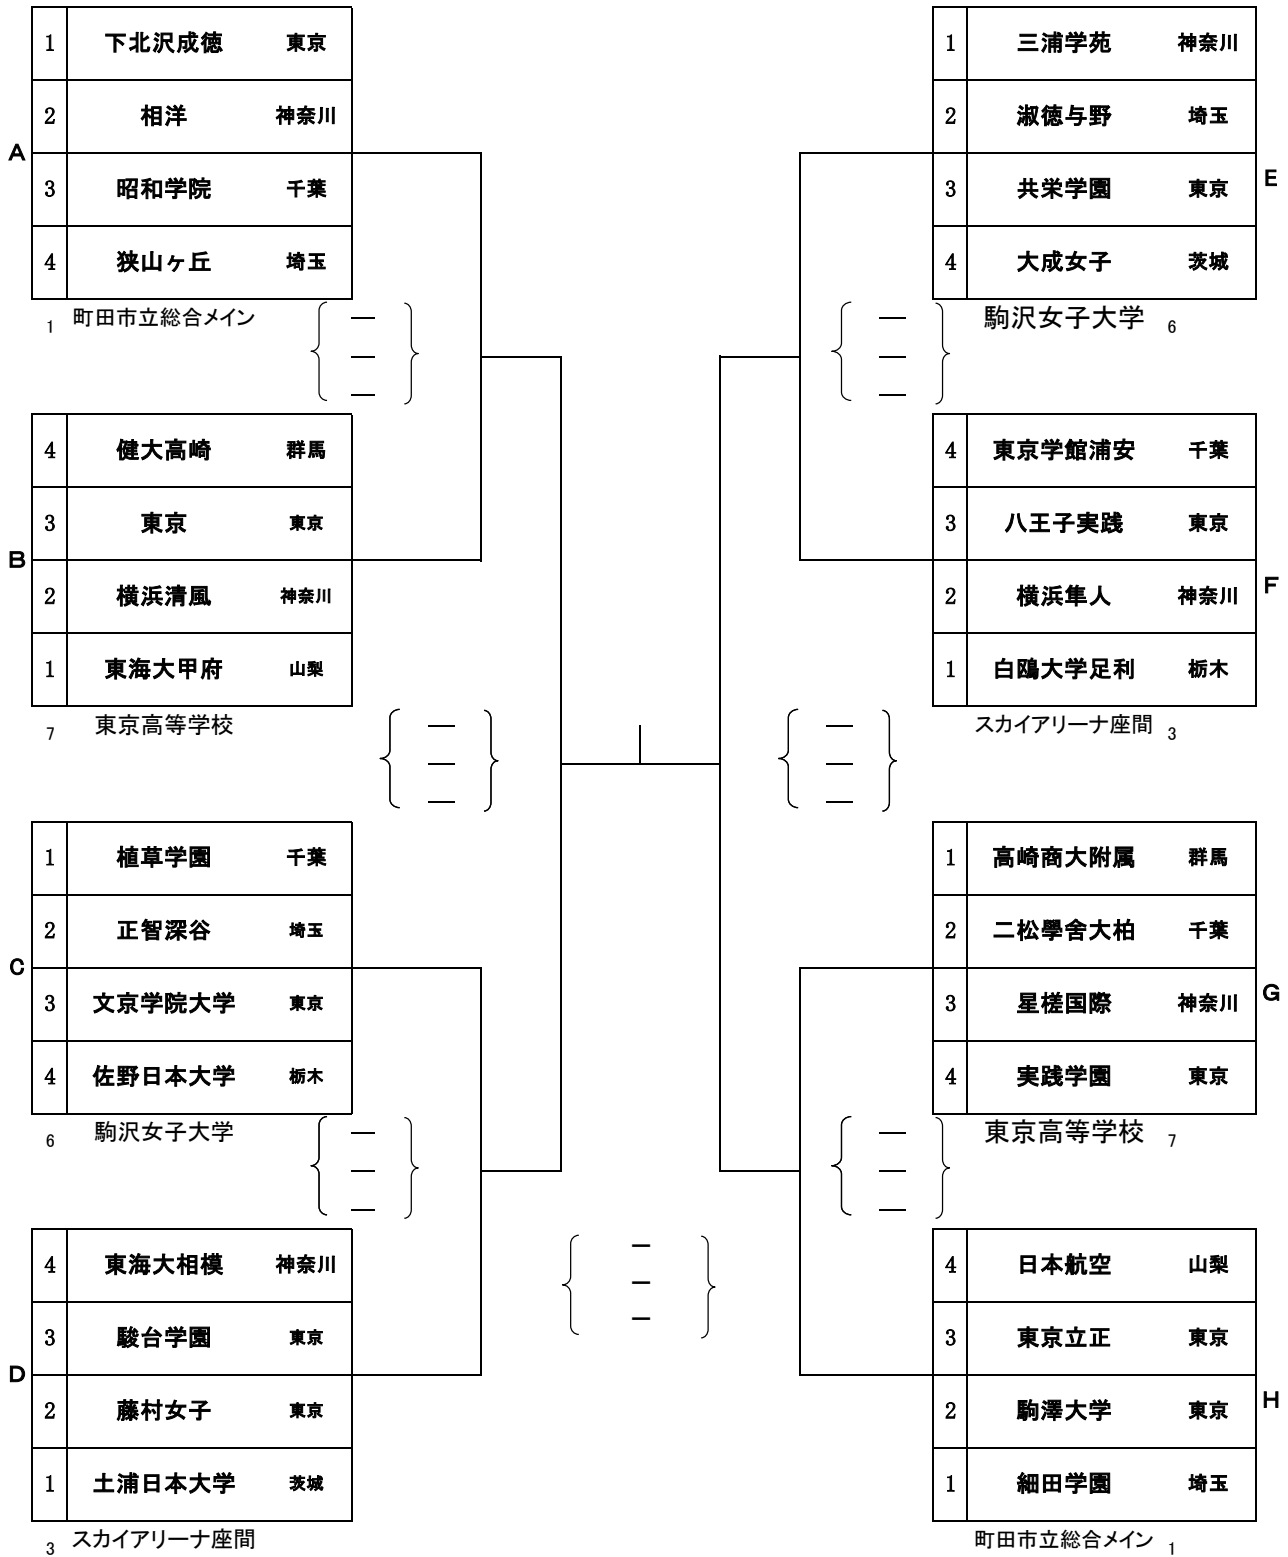 A
1 下北沢成徳 東京
2 相洋 神奈川
3 昭和学院 千葉
4 狭山ヶ丘 埼玉
1 町田市立総合メイン
B
4 健大高崎 群馬
3 東京 東京
2 横浜清風 神奈川
1 東海大甲府 山梨
7 東京高等学校
C
1 植草学園 千葉
2 正智深谷 埼玉
3 文京学院大学 東京
4 佐野日本大学 栃木
6 駒沢女子大学
D
4 東海大相模 神奈川
3 駿台学園 東京
2 藤村女子 東京
1 土浦日本大学 茨城
3 スカイアリーナ座間
E
1 三浦学苑 神奈川
2 淑徳与野 埼玉
3 共栄学園 東京
4 大成女子 茨城
駒沢女子大学 6
F
4 東京学館浦安 千葉
3 八王子実践 東京
2 横浜隼人 神奈川
1 白鴎大学足利 栃木
スカイアリーナ座間 3
G
1 高崎商大附属 群馬
2 二松學舎大柏 千葉
3 星槎国際 神奈川
4 実践学園 東京
東京高等学校 7
H
4 日本航空 山梨
3 東京立正 東京
2 駒澤大学 東京
1 細田学園 埼玉
町田市立総合メイン 1